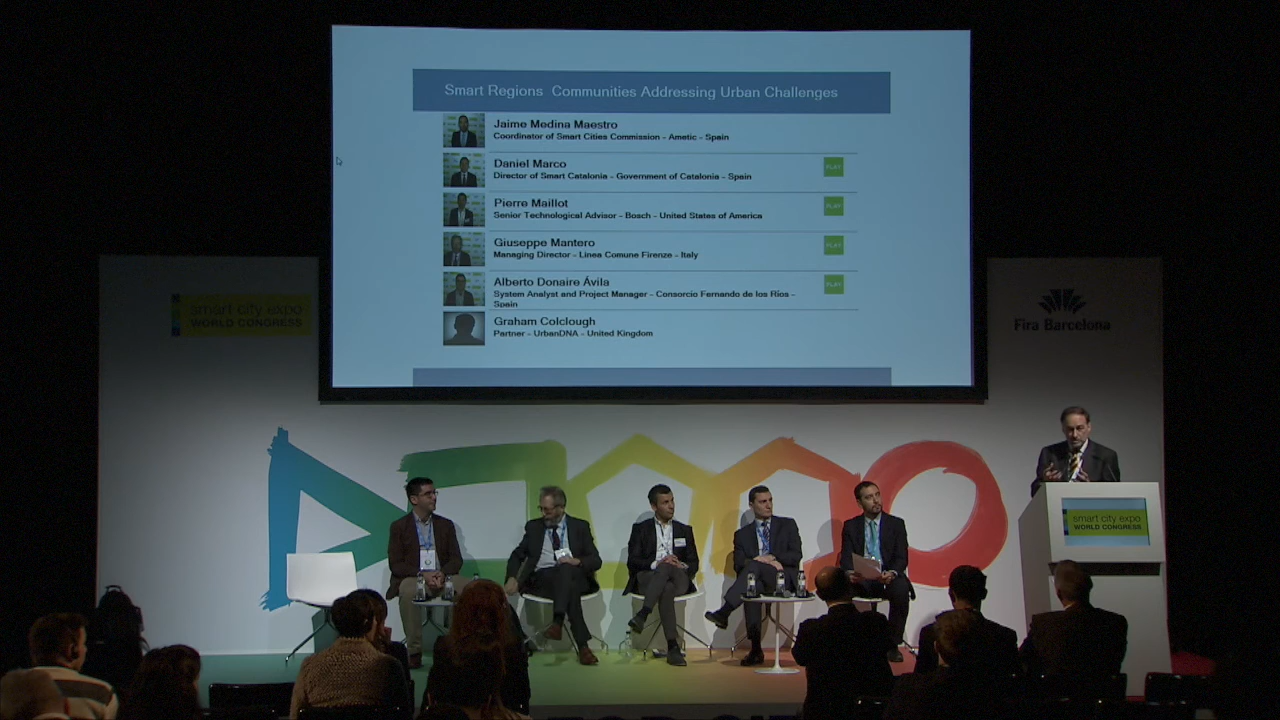 Smart Regions Communities Addressing Urban Challenges
Jaime Medina Maestro
Coordinator of Smart Cities Commission - Ametic - Spain
Daniel Marco
Director of Smart Catalonia - Government of Catalonia - Spain
PLAY
Pierre Maillot
Senior Technological Advisor - Bosch - United States of America
PLAY
Giuseppe Mantero
Managing Director - Linea Comune Firenze - Italy
PLAY
Alberto Donaire Ávila
System Analyst and Project Manager - Consorcio Fernando de los Ríos -
Spain
PLAY
Graham Colclough
Partner - UrbanDNA - United Kingdom
smart city expo
WORLD CONGRESS
Fira Barcelona
smart city expo
WORLD CONGRESS